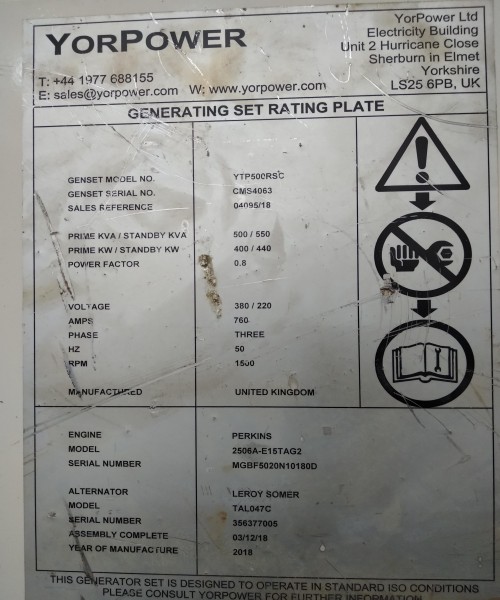 YORPOWER
YorPower Ltd
Electricity Building
Unit 2 Hurricane Close
Sherburn in Elmet
Yorkshire
LS25 6PB, UK
T: +44 1977 688155
E: sales@yorpower.com W: www.yorpower.com
GENERATING SET RATING PLATE
GENSET MODEL NO. YTP500RSC
GENSET SERIAL NO. CMS4063
SALES REFERENCE 04095/18
PRIME KVA / STANDBY KVA 500 / 550
PRIME KW / STANDBY KW 400 / 440
POWER FACTOR 0.8
VOLTAGE 380 / 220
AMPS 760
PHASE THREE
HZ 50
RPM 1500
MANUFACTURED UNITED KINGDOM
ENGINE PERKINS
MODEL 2506A-E15TAG2
SERIAL NUMBER MGBF5020N10180D
ALTERNATOR LEROY SOMER
MODEL TAL047C
SERIAL NUMBER 356377005
ASSEMBLY COMPLETE 03/12/18
YEAR OF MANUFACTURE 2018
THIS GENERATOR SET IS DESIGNED TO OPERATE IN STANDARD ISO CONDITIONS
PLEASE CONSULT YORPOWER FOR FURTHER INFORMATION